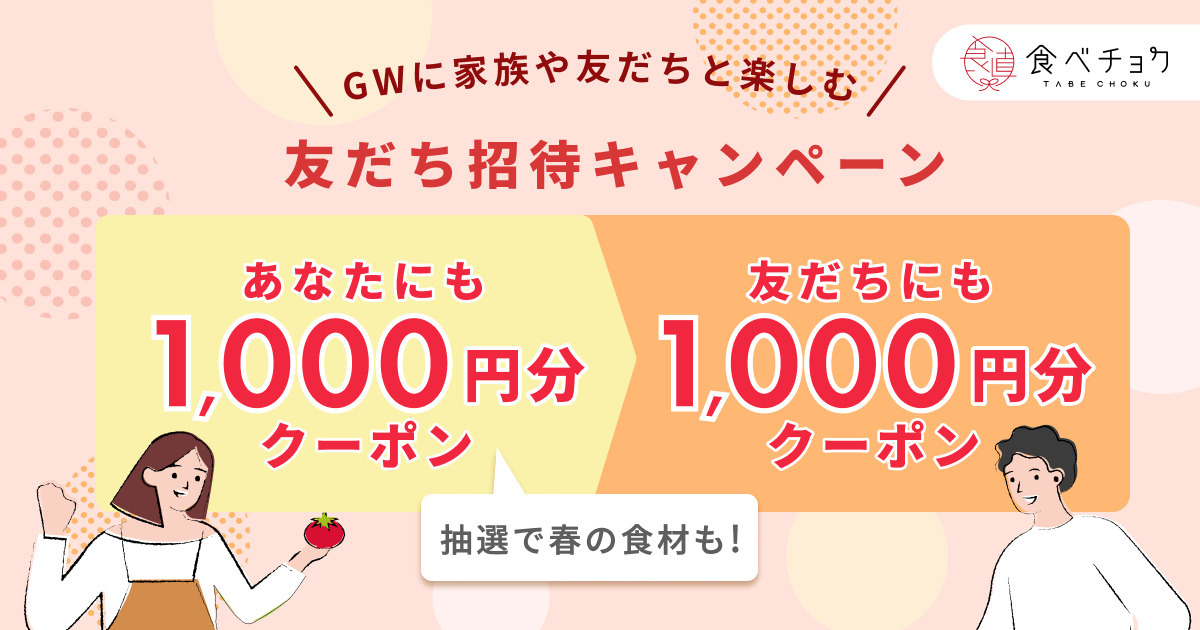 GWに家族や友だちと楽しむ
食直
食べチョク
TABE CHOKU
友だち招待キャンペーン
あなたにも
1,000円分
クーポン
友だちにも
1,000円分
クーポン
抽選で春の食材も!